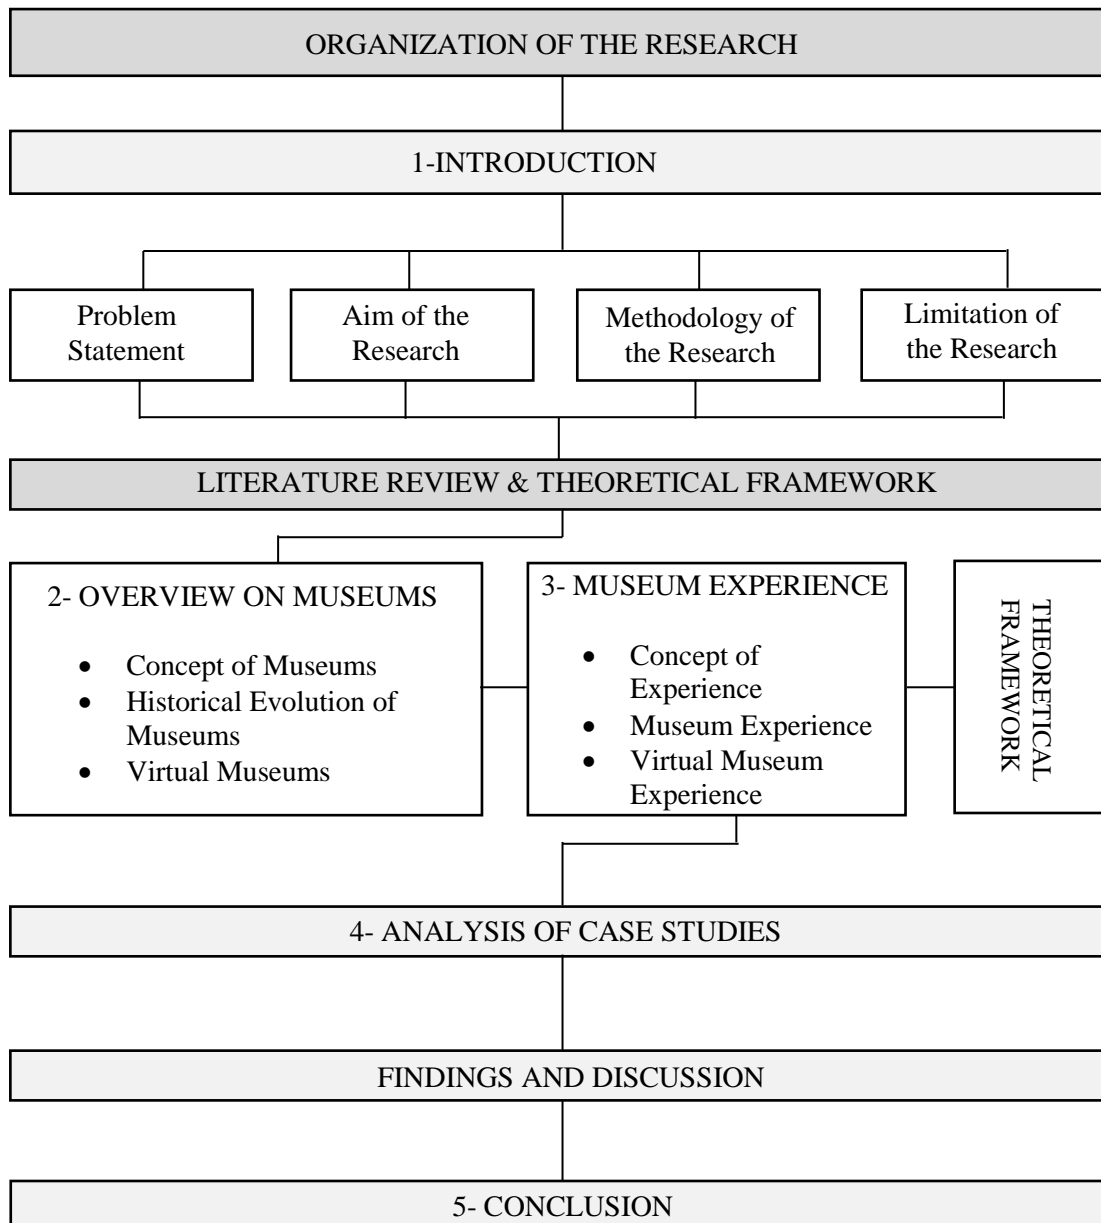 ORGANIZATION OF THE RESEARCH
1-INTRODUCTION
Problem
Statement
Aim of the
Research
Methodology of
the Research
Limitation of
the Research
LITERATURE REVIEW & THEORETICAL FRAMEWORK
2- OVERVIEW ON MUSEUMS
• Concept of Museums
• Historical Evolution of
Museums
• Virtual Museums
3- MUSEUM EXPERIENCE
• Concept of
Experience
• Museum Experience
• Virtual Museum
Experience
THEORETICAL
FRAMEWORK
4- ANALYSIS OF CASE STUDIES
FINDINGS AND DISCUSSION
5- CONCLUSION